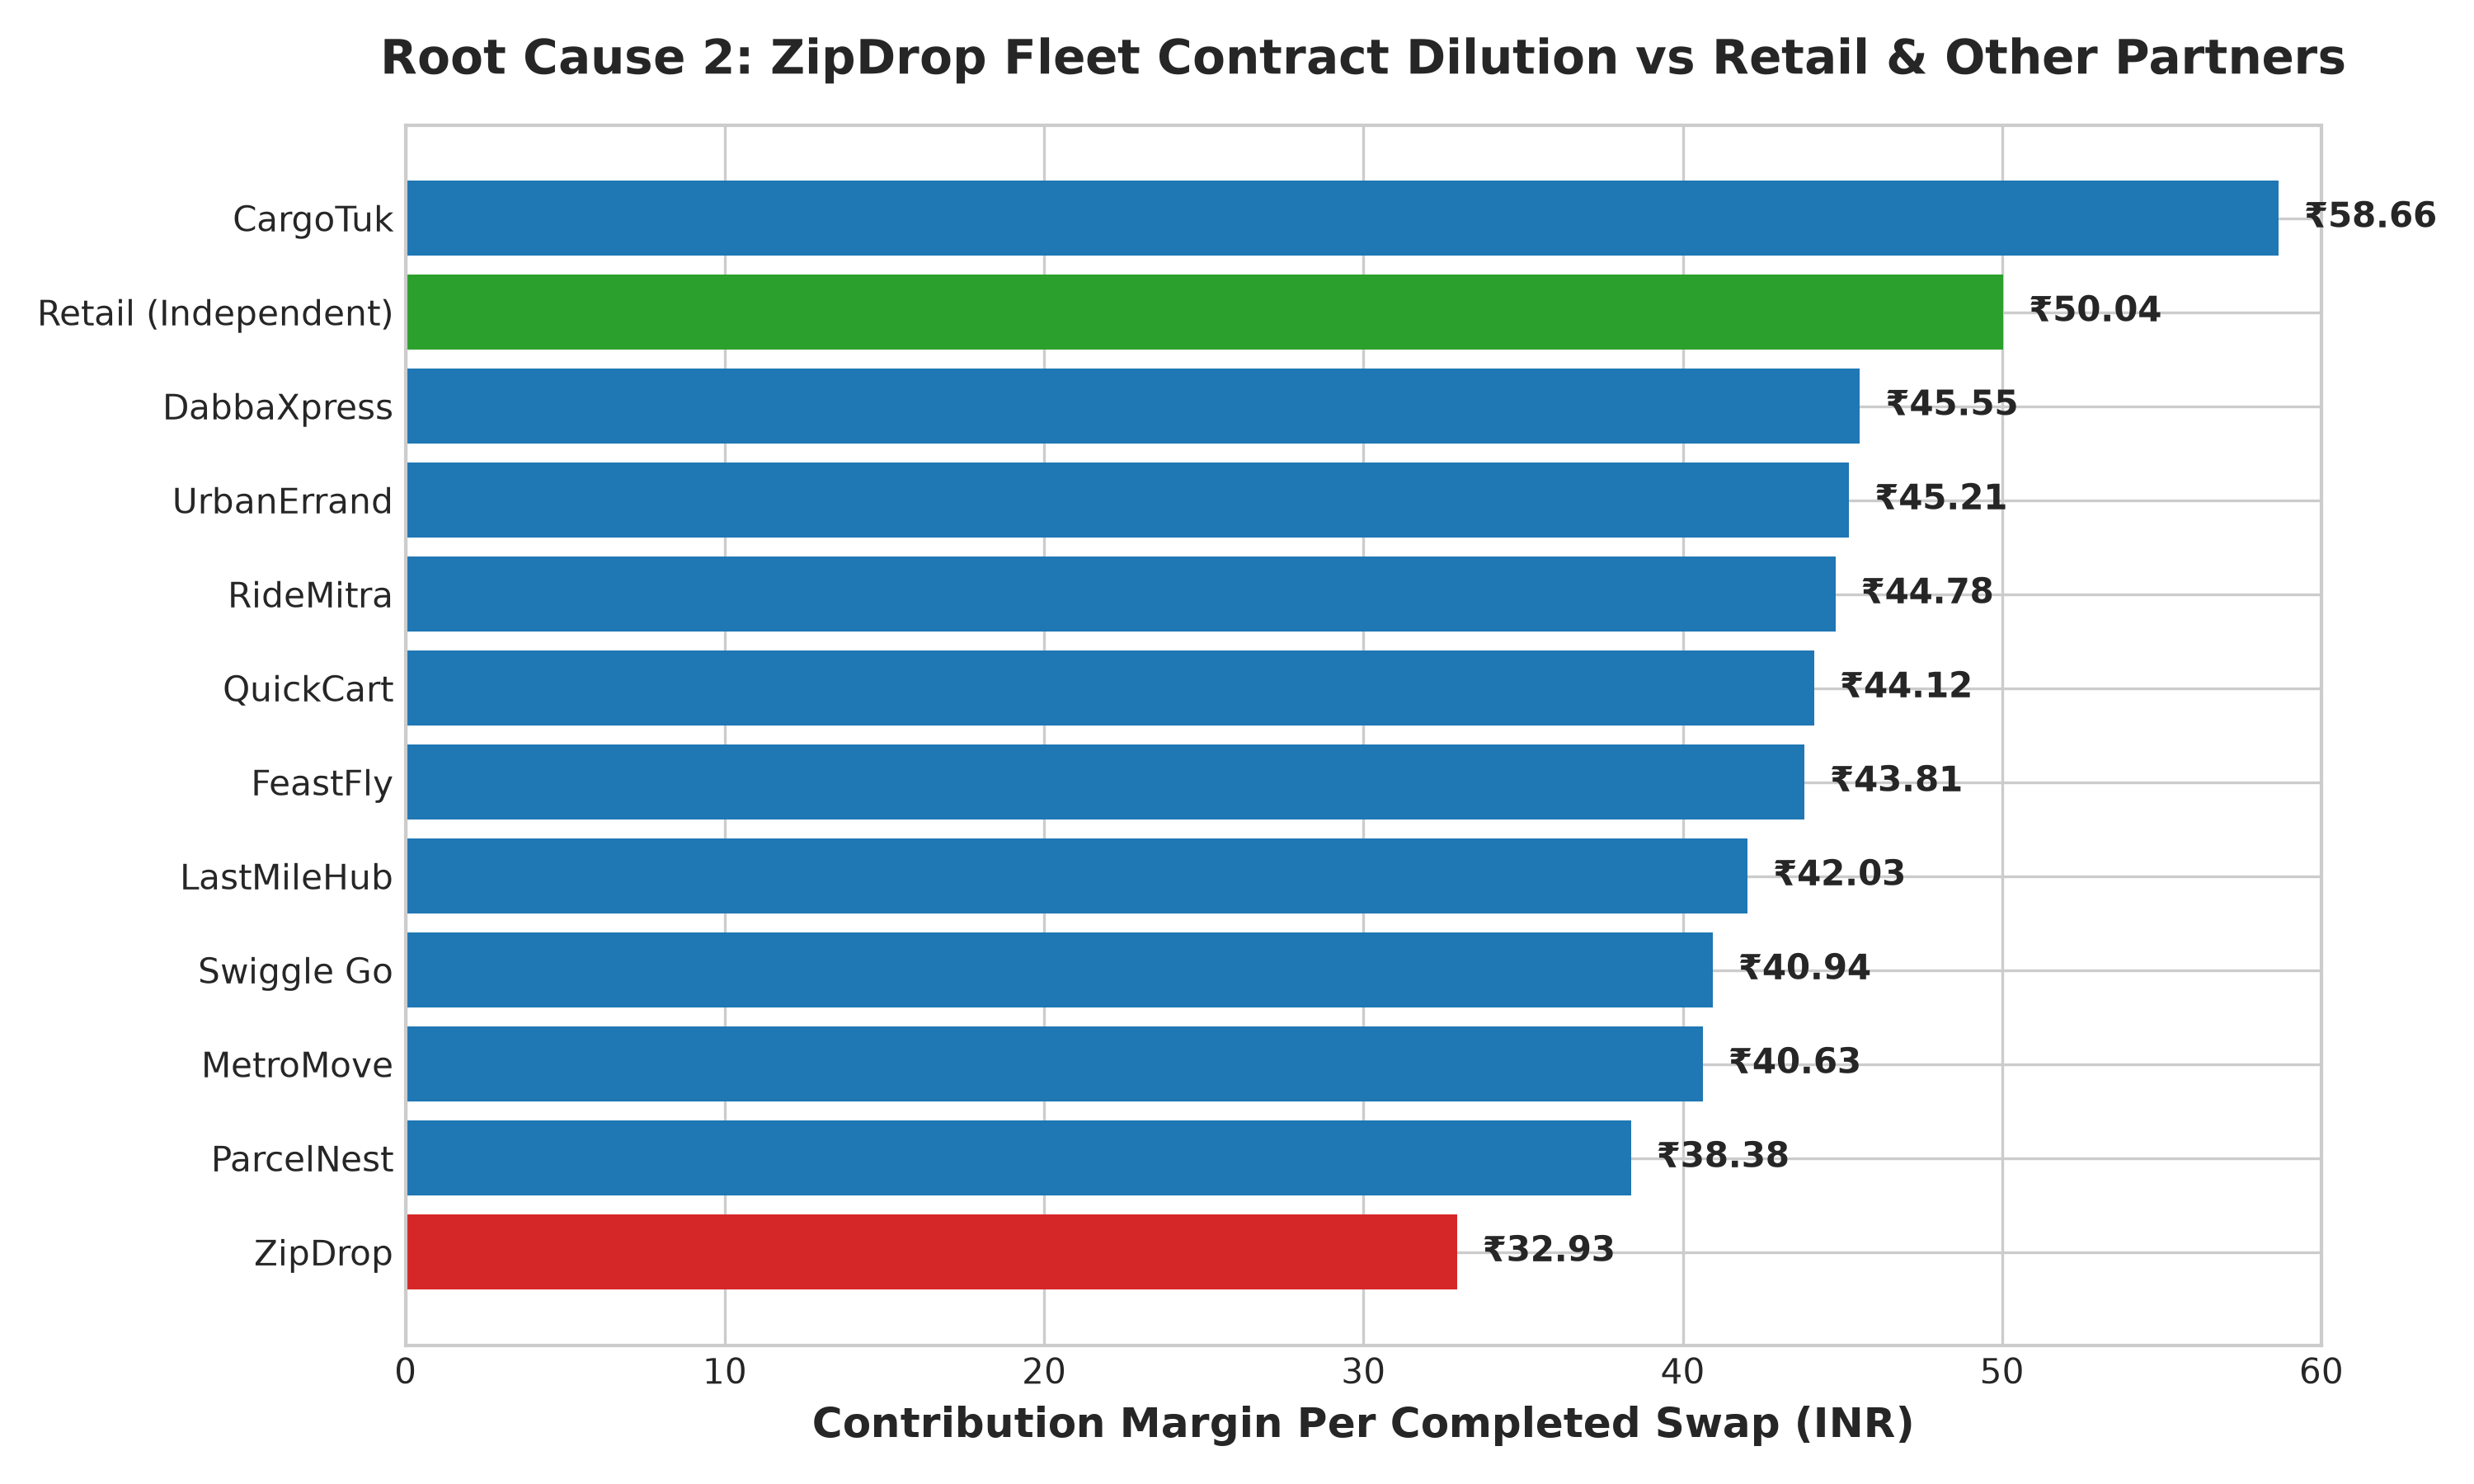 Root Cause 2: ZipDrop Fleet Contract Dilution vs Retail & Other Partners
CargoTuk ₹58.66
Retail (Independent) ₹50.04
DabbaXpress ₹45.55
UrbanErrand ₹45.21
RideMitra ₹44.78
QuickCart ₹44.12
FeastFly ₹43.81
LastMileHub ₹42.03
Swiggle Go ₹40.94
MetroMove ₹40.63
ParcelNest ₹38.38
ZipDrop ₹32.93
0 10 20 30 40 50 60
Contribution Margin Per Completed Swap (INR)